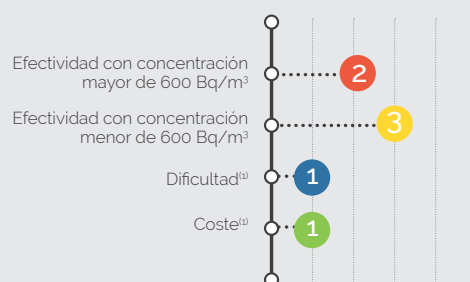 Efectividad con concentración
mayor de 600 Bq/m³
2
Efectividad con concentración
menor de 600 Bq/m³
3
Dificultad⁽¹⁾
1
Coste⁽¹⁾
1